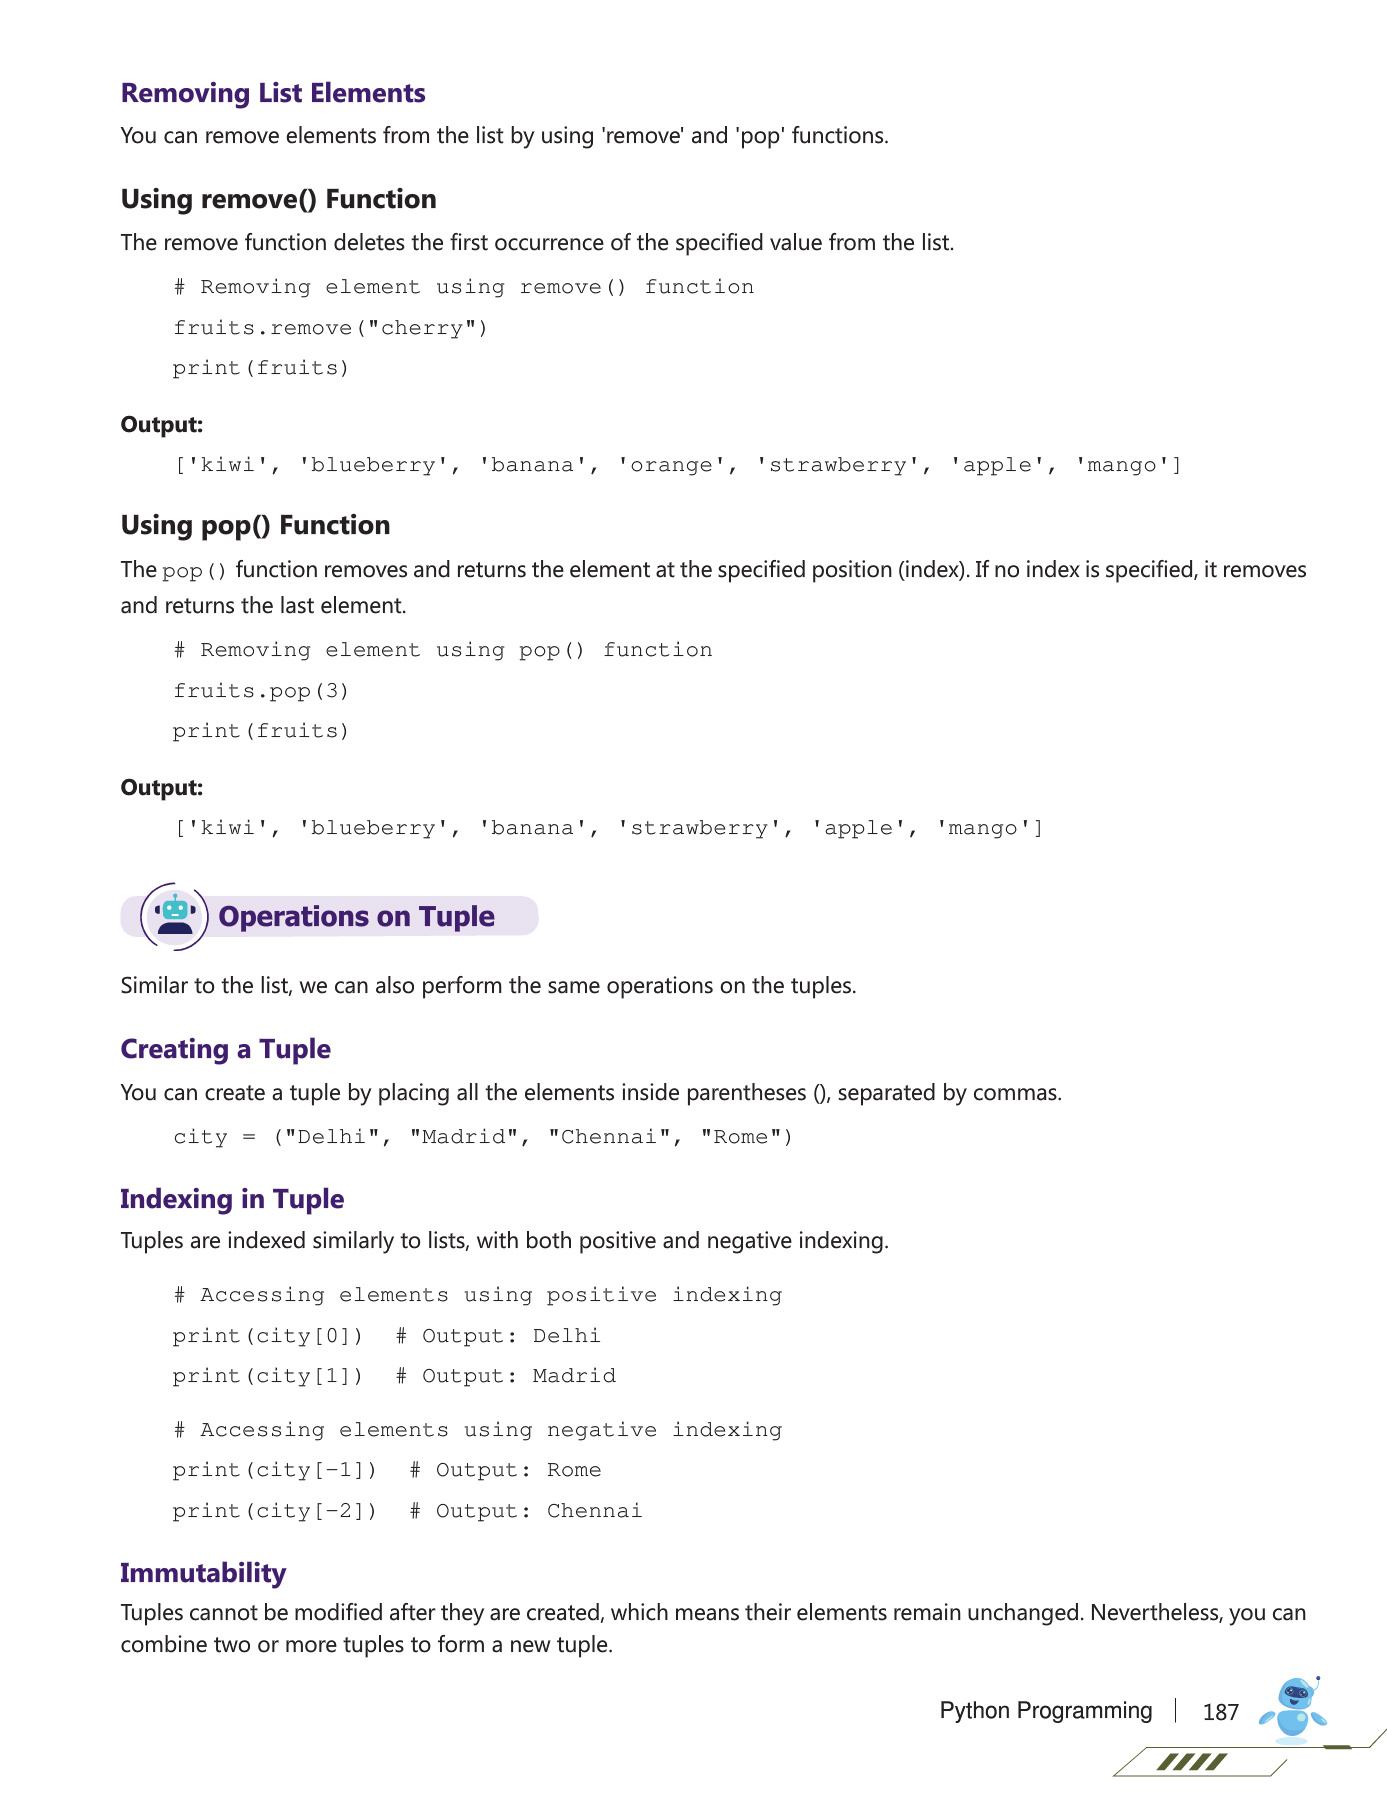 Removing List Elements
You can remove elements from the list by using 'remove' and 'pop' functions.
Using remove() Function
The remove function deletes the first occurrence of the specified value from the list.
# Removing element using remove() function
fruits.remove("cherry")
print(fruits)
Output:
['kiwi', 'blueberry', 'banana', 'orange', 'strawberry', 'apple', 'mango']
Using pop() Function
The pop() function removes and returns the element at the specified position (index). If no index is specified, it removes
and returns the last element.
# Removing element using pop() function
fruits.pop(3)
print(fruits)
Output:
['kiwi', 'blueberry', 'banana', 'strawberry', 'apple', 'mango']
Operations on Tuple
Similar to the list, we can also perform the same operations on the tuples.
Creating a Tuple
You can create a tuple by placing all the elements inside parentheses (), separated by commas.
city = ("Delhi", "Madrid", "Chennai", "Rome")
Indexing in Tuple
Tuples are indexed similarly to lists, with both positive and negative indexing.
# Accessing elements using positive indexing
print(city[0])  # Output: Delhi
print(city[1])  # Output: Madrid
# Accessing elements using negative indexing
print(city[-1])  # Output: Rome
print(city[-2])  # Output: Chennai
Immutability
Tuples cannot be modified after they are created, which means their elements remain unchanged. Nevertheless, you can
combine two or more tuples to form a new tuple.
Python Programming | 187